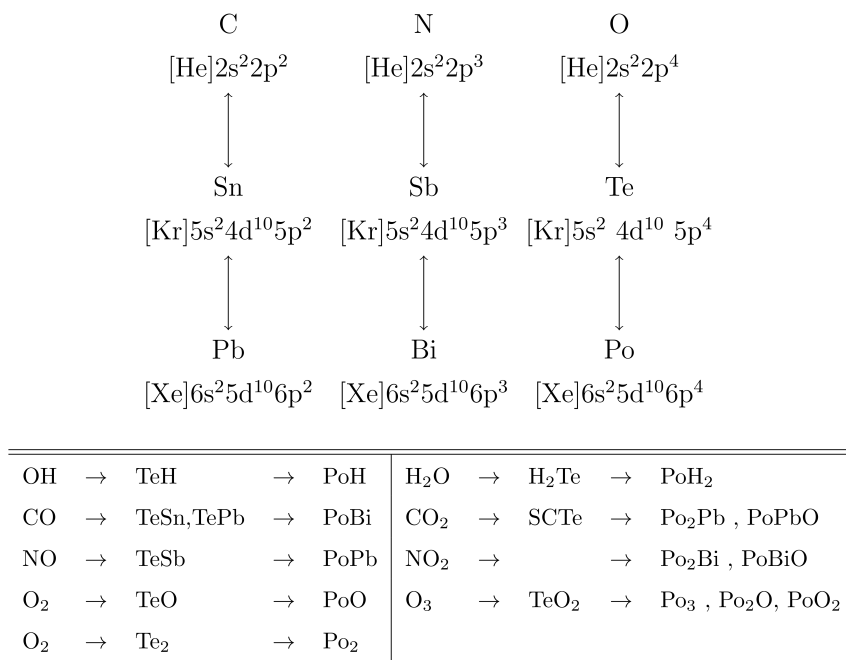 C N O
[He]2s²2p² [He]2s²2p³ [He]2s²2p⁴
Sn Sb Te
[Kr]5s²4d¹⁰5p² [Kr]5s²4d¹⁰5p³ [Kr]5s² 4d¹⁰ 5p⁴
Pb Bi Po
[Xe]6s²5d¹⁰6p² [Xe]6s²5d¹⁰6p³ [Xe]6s²5d¹⁰6p⁴
OH → TeH → PoH H₂O → H₂Te → PoH₂
CO → TeSn,TePb → PoBi CO₂ → SCTe → Po₂Pb , PoPbO
NO → TeSb → PoPb NO₂ → → Po₂Bi , PoBiO
O₂ → TeO → PoO O₃ → TeO₂ → Po₃ , Po₂O, PoO₂
O₂ → Te₂ → Po₂